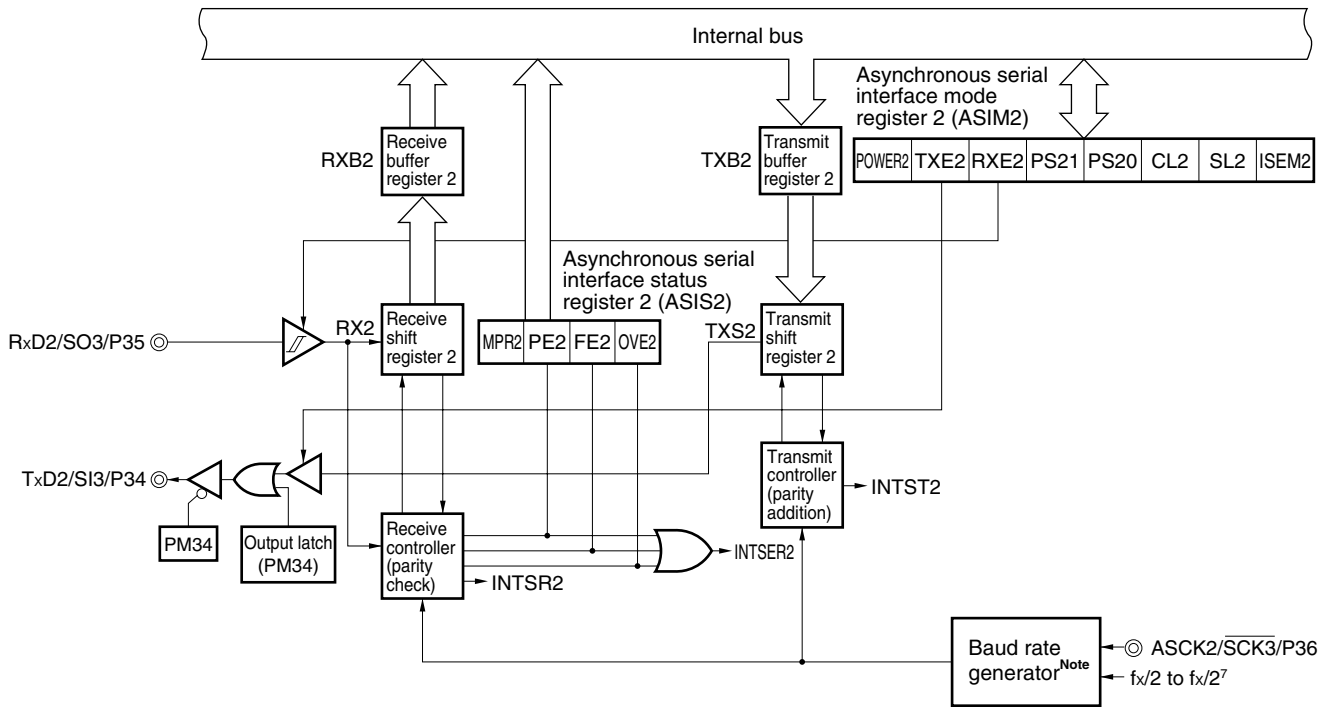 Internal bus
Asynchronous serial
interface mode
register 2 (ASIM2)
RXB2
Receive
buffer
register 2
TXB2
Transmit
buffer
register 2
POWER2 TXE2 RXE2 PS21 PS20 CL2 SL2 ISEM2
Asynchronous serial
interface status
register 2 (ASIS2)
RxD2/SO3/P35
RX2
Receive
shift
register 2
MPR2 PE2 FE2 OVE2
TXS2
Transmit
shift
register 2
TxD2/SI3/P34
PM34
Output latch
(PM34)
Receive
controller
(parity
check)
INTSR2
INTSER2
Transmit
controller
(parity
addition)
INTST2
Baud rate
generatorNote
ASCK2/SCK3/P36
fx/2 to fx/2⁷